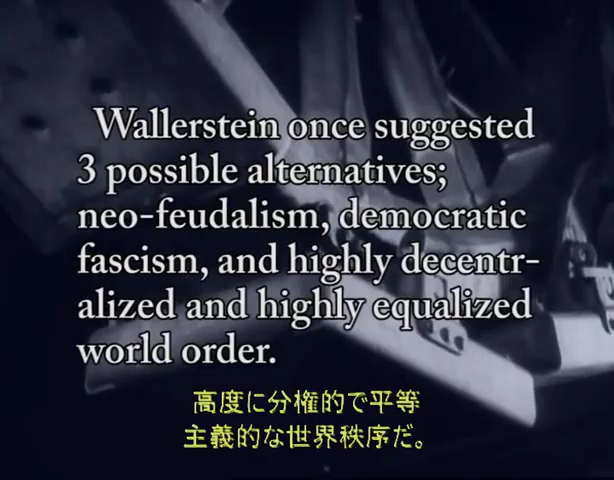 Wallerstein once suggested
3 possible alternatives;
neo-feudalism, democratic
fascism, and highly decentr-
alized and highly equalized
world order.
高度に分権的で平等
主義的な世界秩序だ。